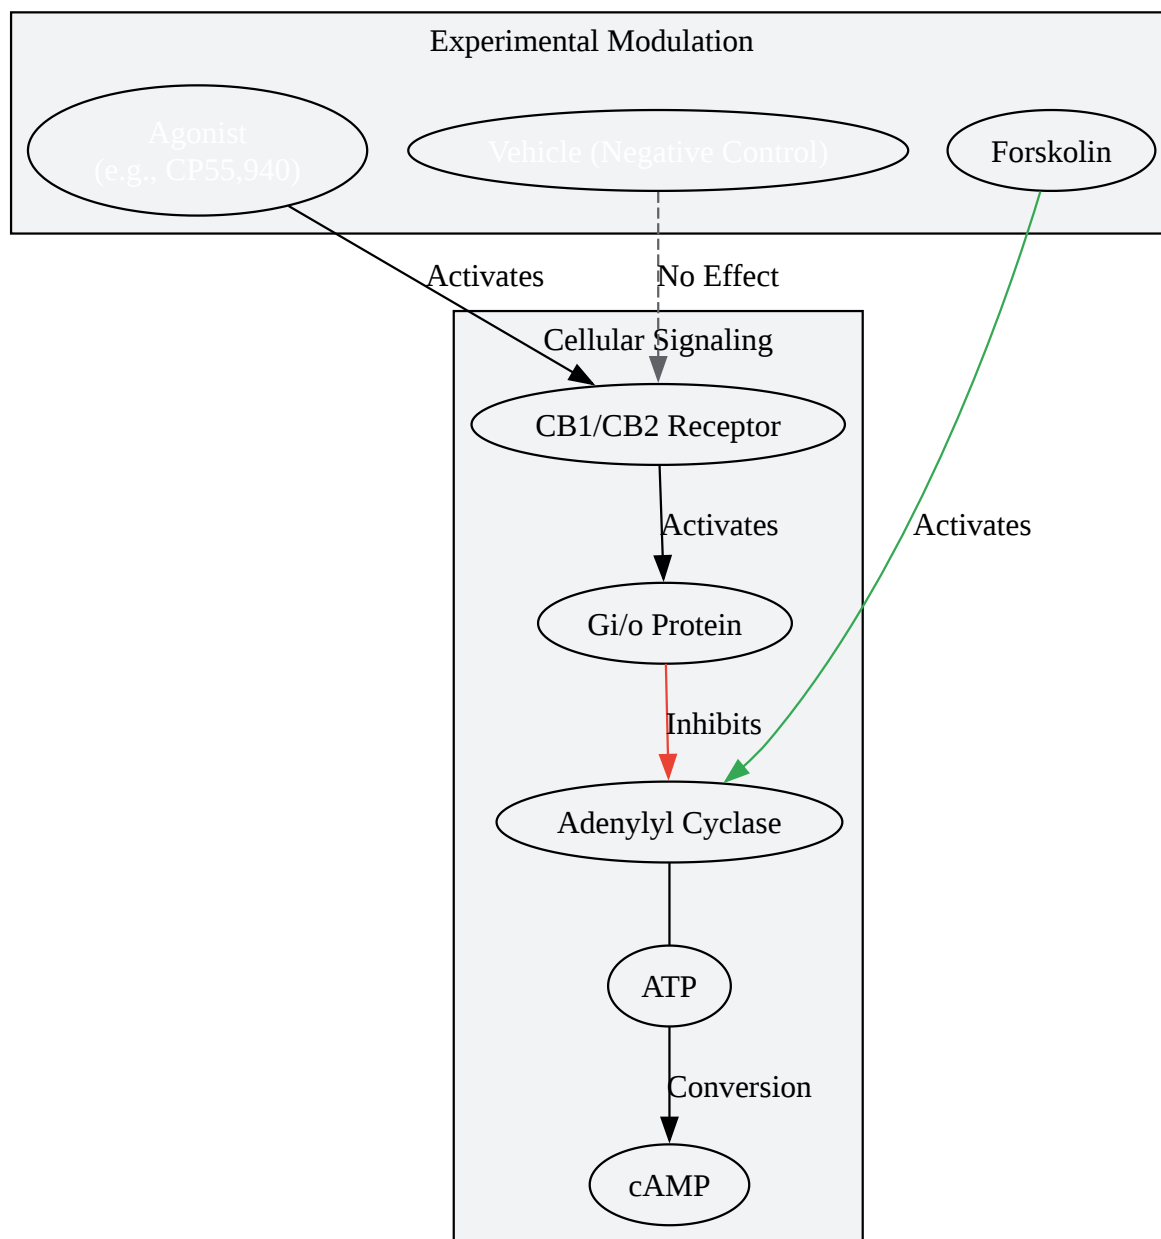 Experimental Modulation
Agonist
(e.g., CP55,940)
Vehicle (Negative Control)
Forskolin
Activates
No Effect
Cellular Signaling
CB1/CB2 Receptor
Activates
Activates
Gi/o Protein
Inhibits
Adenylyl Cyclase
ATP
Conversion
cAMP